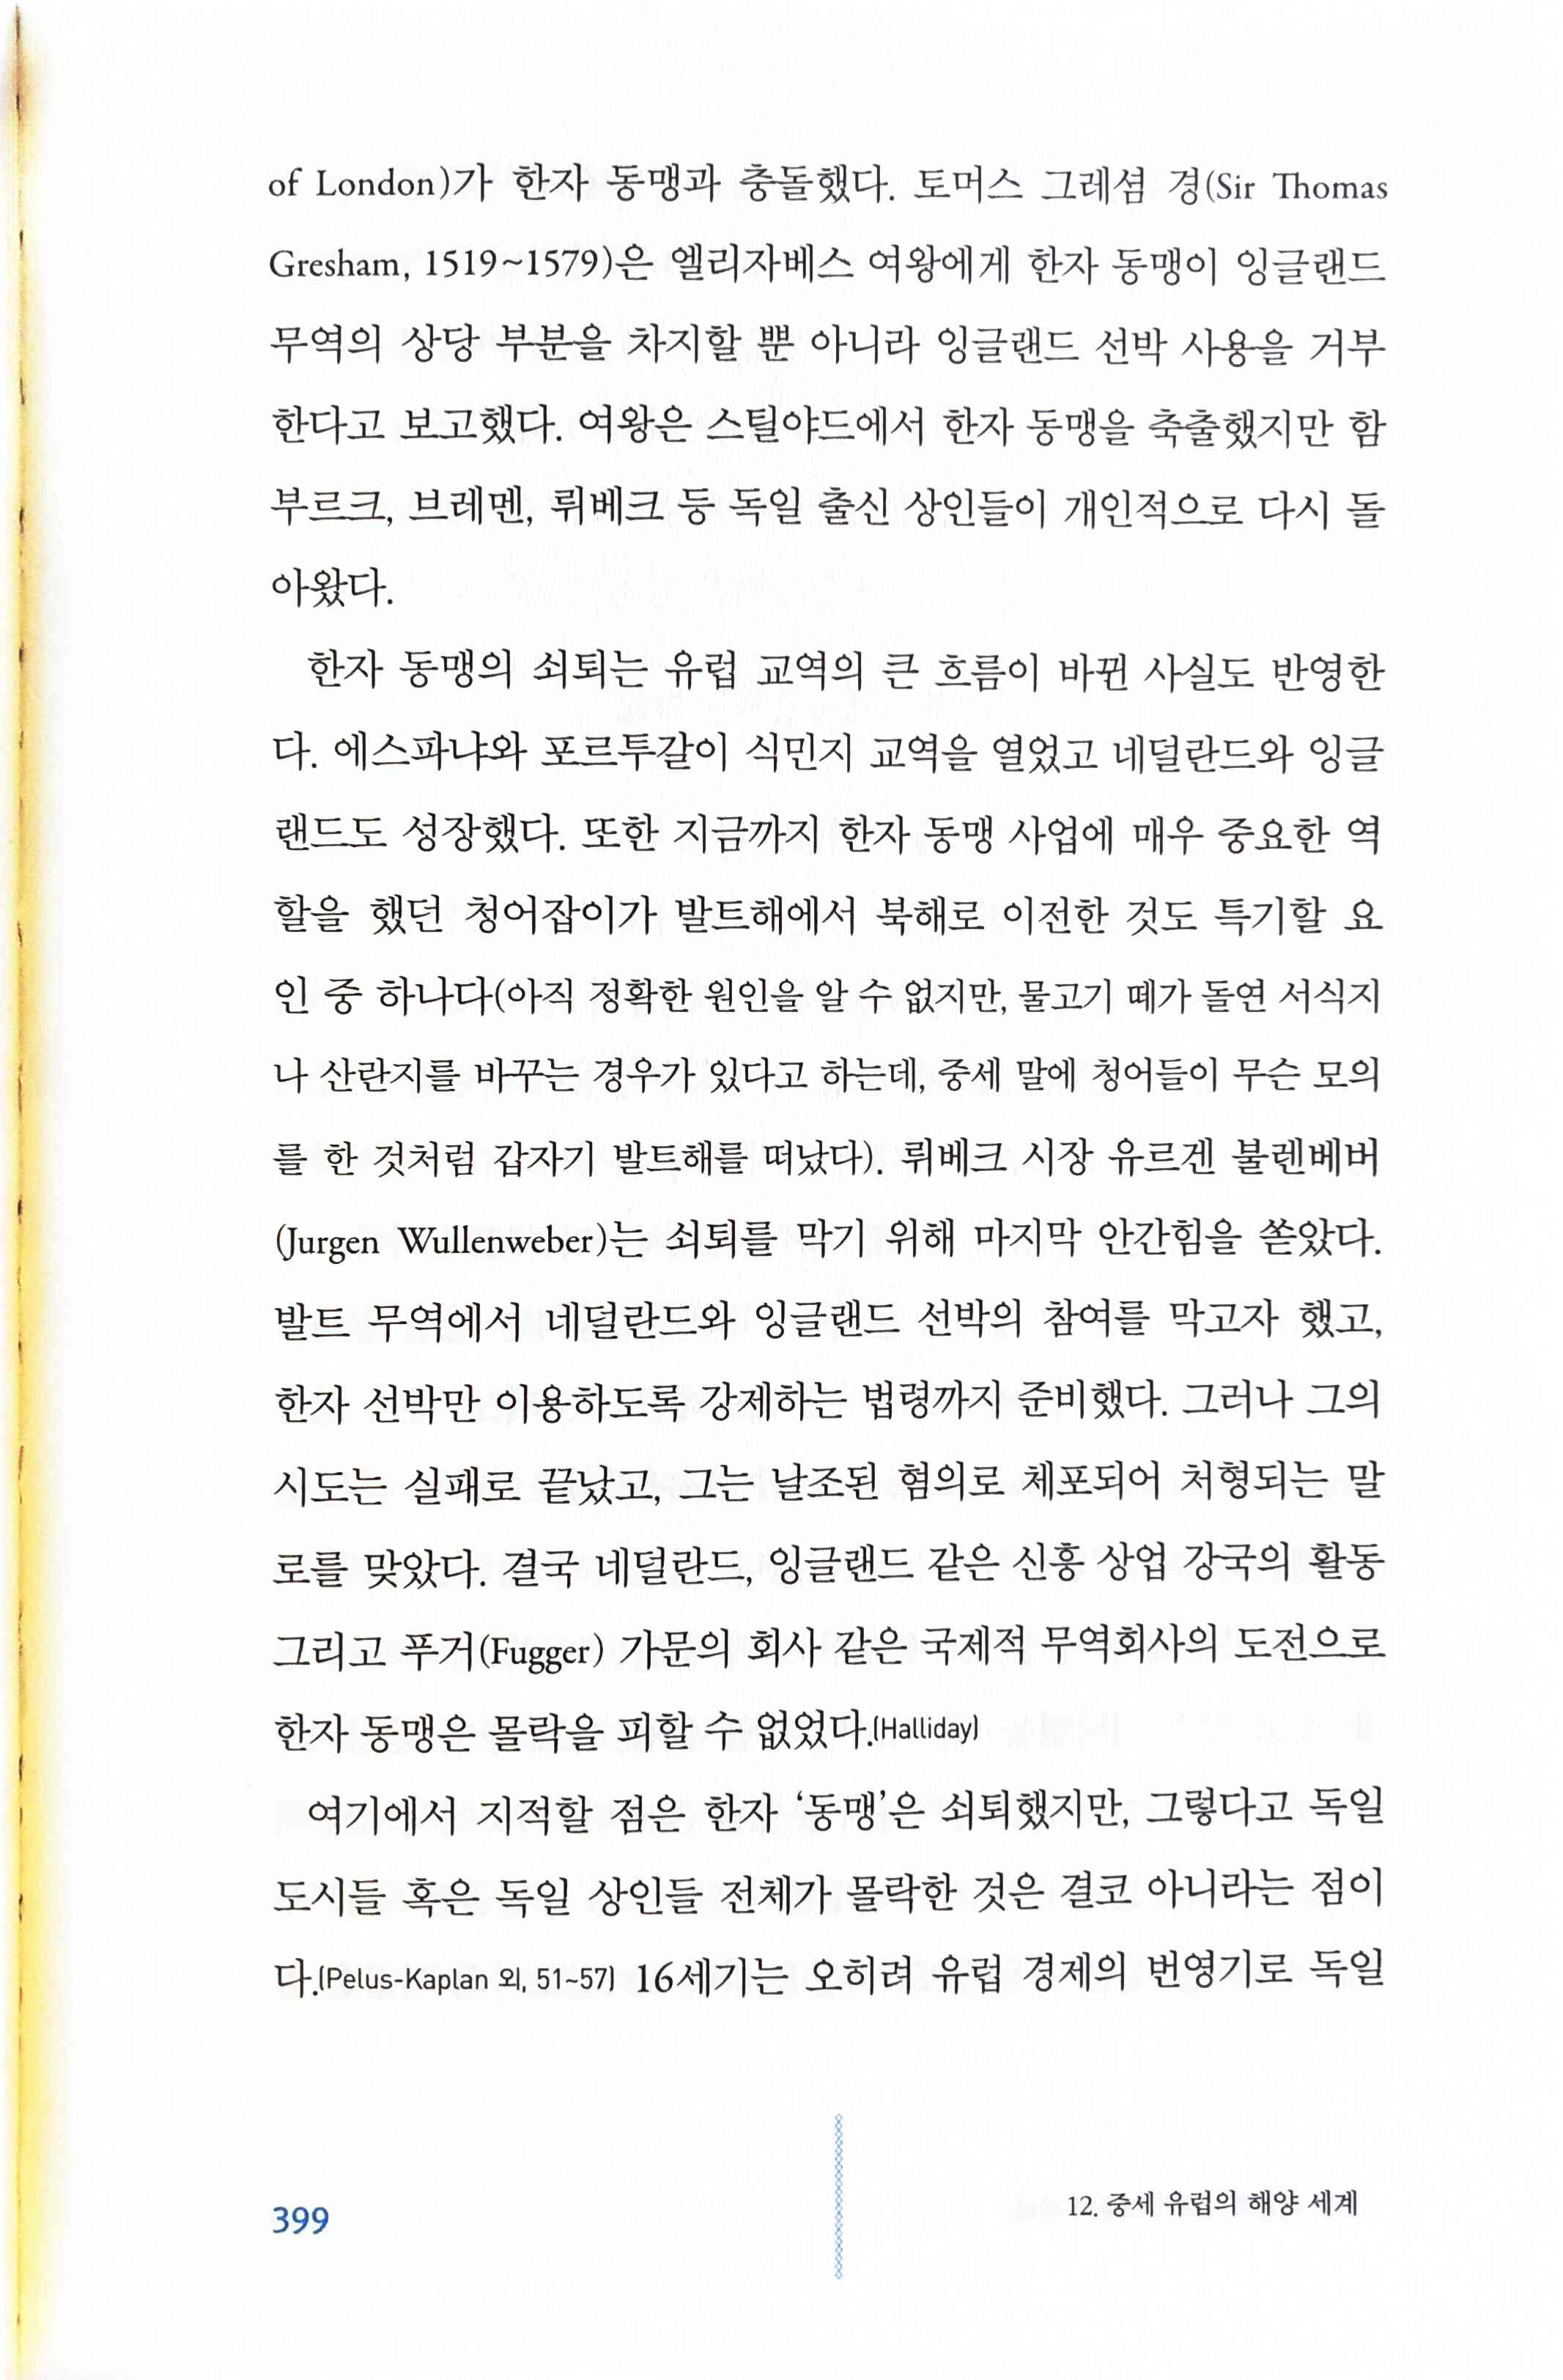 of London)가 한자 동맹과 충돌했다. 토머스 그레셤 경(Sir Thomas
Gresham, 1519~1579)은 엘리자베스 여왕에게 한자 동맹이 잉글랜드
무역의 상당 부분을 차지할 뿐 아니라 잉글랜드 선박 사용을 거부
한다고 보고했다. 여왕은 스틸야드에서 한자 동맹을 축출했지만 함
부르크, 브레멘, 뤼베크 등 독일 출신 상인들이 개인적으로 다시 돌
아왔다.
한자 동맹의 쇠퇴는 유럽 교역의 큰 흐름이 바뀐 사실도 반영한
다. 에스파냐와 포르투갈이 식민지 교역을 열었고 네덜란드와 잉글
랜드도 성장했다. 또한 지금까지 한자 동맹 사업에 매우 중요한 역
할을 했던 청어잡이가 발트해에서 북해로 이전한 것도 특기할 요
인 중 하나다(아직 정확한 원인을 알 수 없지만, 물고기 떼가 돌연 서식지
나 산란지를 바꾸는 경우가 있다고 하는데, 중세 말에 청어들이 무슨 모의
를 한 것처럼 갑자기 발트해를 떠났다). 뤼베크 시장 유르겐 불렌베버
(Jurgen Wullenweber)는 쇠퇴를 막기 위해 마지막 안간힘을 쏟았다.
발트 무역에서 네덜란드와 잉글랜드 선박의 참여를 막고자 했고,
한자 선박만 이용하도록 강제하는 법령까지 준비했다. 그러나 그의
시도는 실패로 끝났고, 그는 날조된 혐의로 체포되어 처형되는 말
로를 맞았다. 결국 네덜란드, 잉글랜드 같은 신흥 상업 강국의 활동
그리고 푸거(Fugger) 가문의 회사 같은 국제적 무역회사의 도전으로
한자 동맹은 몰락을 피할 수 없었다.(Halliday)
여기에서 지적할 점은 한자 ‘동맹’은 쇠퇴했지만, 그렇다고 독일
도시들 혹은 독일 상인들 전체가 몰락한 것은 결코 아니라는 점이
다.(Pelus-Kaplan 외, 51~57) 16세기는 오히려 유럽 경제의 번영기로 독일
399
12. 중세 유럽의 해양 세계